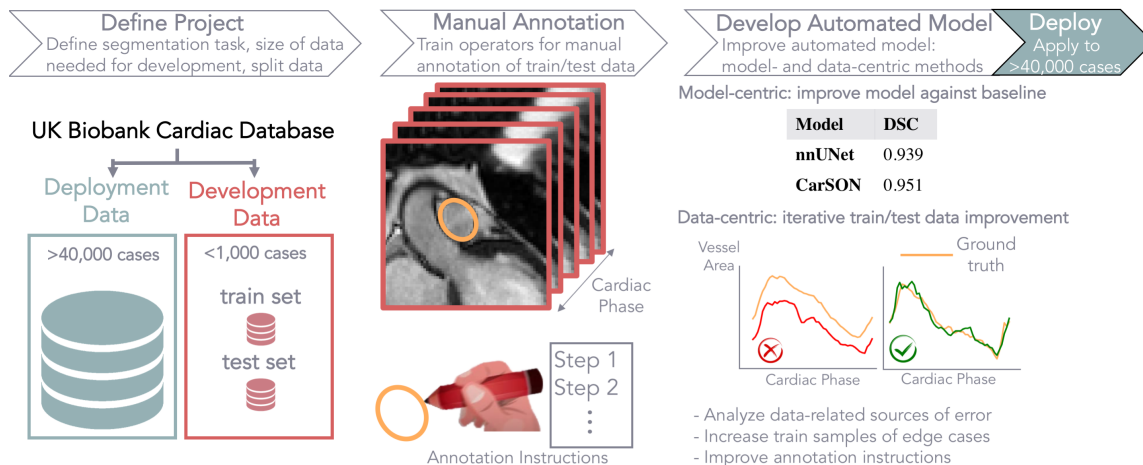 Define Project
Define segmentation task, size of data
needed for development, split data
UK Biobank Cardiac Database
Deployment
Data
>40,000 cases
Development
Data
<1,000 cases
train set
test set
Manual Annotation
Train operators for manual
annotation of train/test data
Cardiac
Phase
Step 1
Step 2
⋮
Annotation Instructions
Develop Automated Model
Improve automated model:
model- and data-centric methods
Deploy
Apply to
>40,000 cases
Model-centric: improve model against baseline
Model DSC
nnUNet 0.939
CarSON 0.951
Data-centric: iterative train/test data improvement
Vessel
Area
Ground
truth
Cardiac Phase
Cardiac Phase
- Analyze data-related sources of error
- Increase train samples of edge cases
- Improve annotation instructions